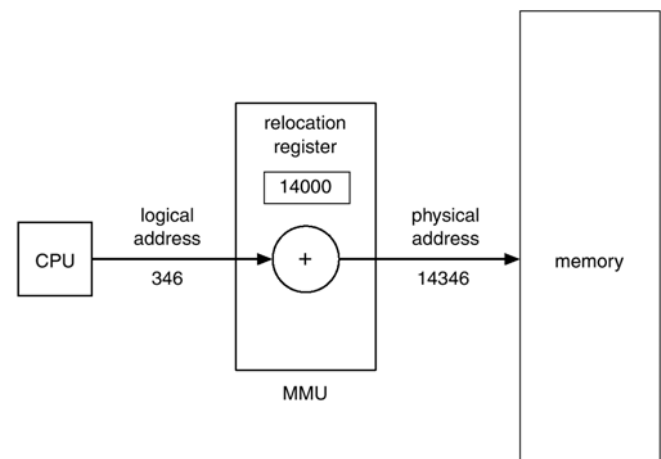 relocation
register
14000
logical
address
physical
address
CPU
+
memory
346
14346
MMU